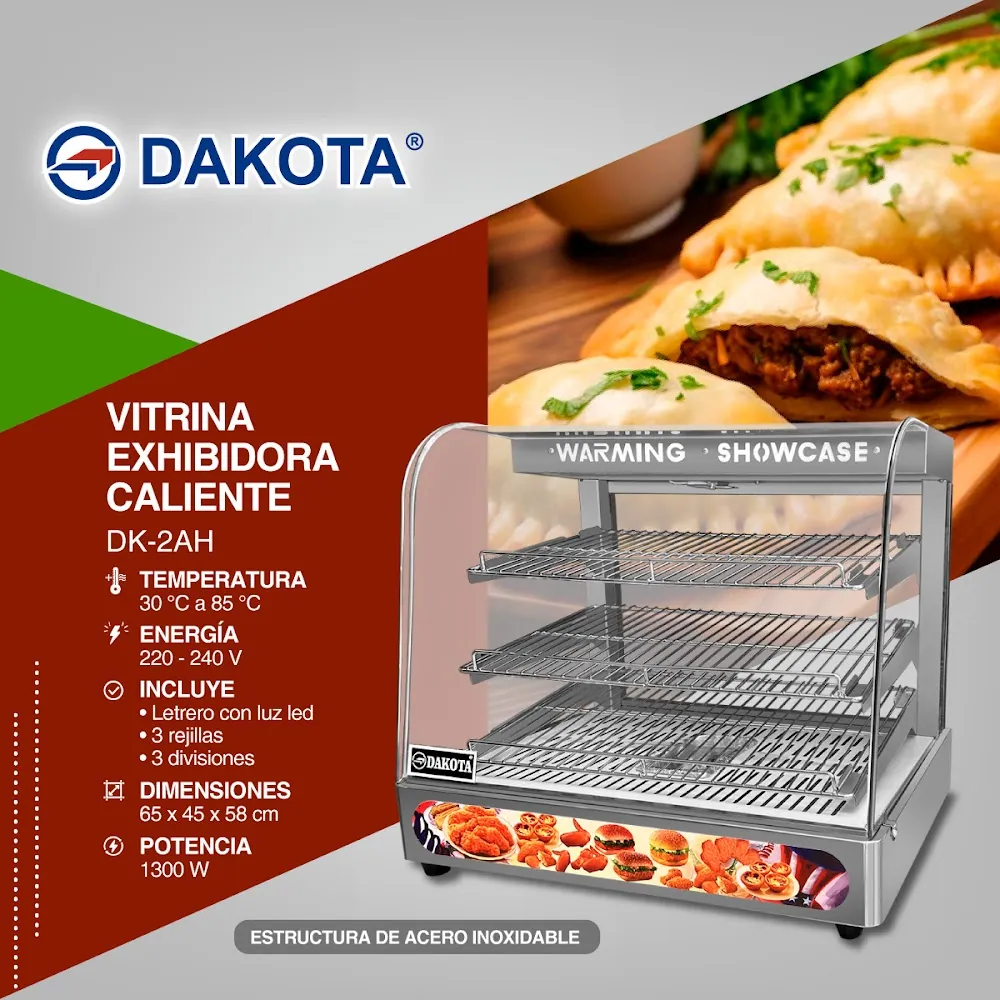 DAKOTA®
VITRINA
EXHIBIDORA
CALIENTE
DK-2AH
TEMPERATURA
30 °C a 85 °C
ENERGÍA
220 - 240 V
INCLUYE
• Letrero con luz led
• 3 rejillas
• 3 divisiones
DIMENSIONES
65 x 45 x 58 cm
POTENCIA
1300 W
· WARMING · SHOWCASE ·
DAKOTA®
ESTRUCTURA DE ACERO INOXIDABLE